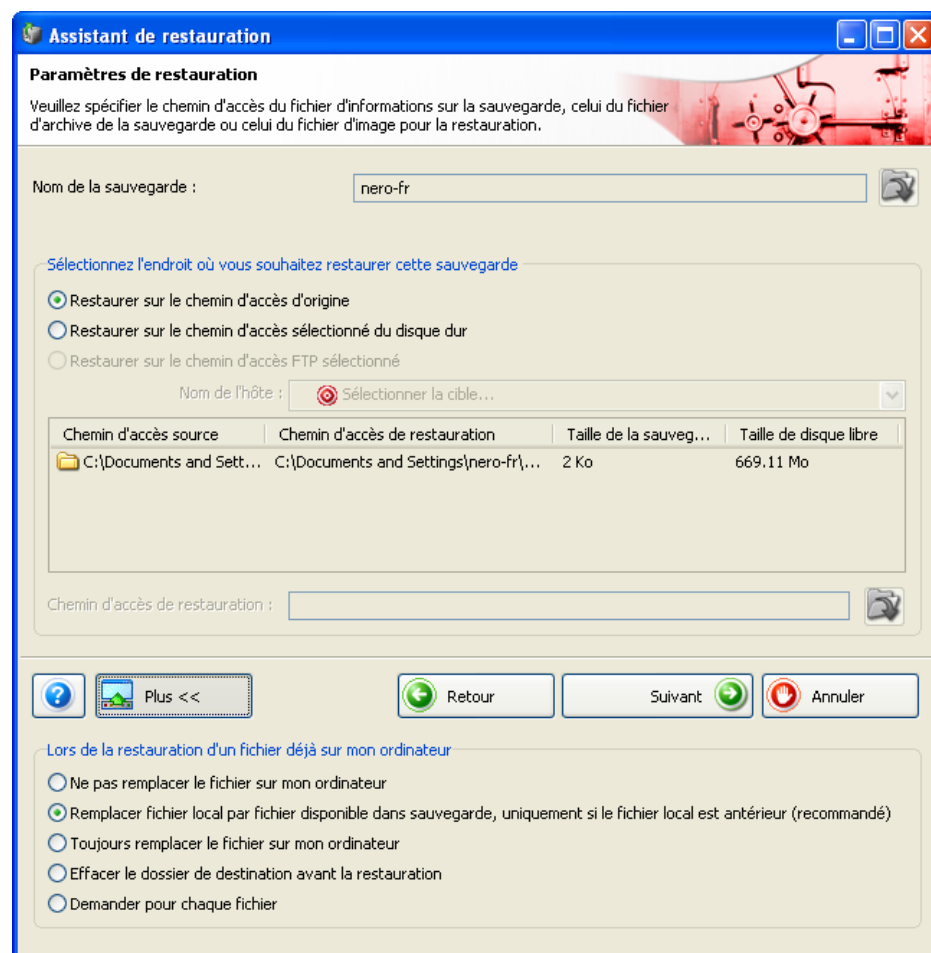 Assistant de restauration
Paramètres de restauration
Veuillez spécifier le chemin d'accès du fichier d'informations sur la sauvegarde, celui du fichier
d'archive de la sauvegarde ou celui du fichier d'image pour la restauration.
Nom de la sauvegarde : nero-fr
Sélectionnez l'endroit où vous souhaitez restaurer cette sauvegarde
Restaurer sur le chemin d'accès d'origine
Restaurer sur le chemin d'accès sélectionné du disque dur
Restaurer sur le chemin d'accès FTP sélectionné
Nom de l'hôte : Sélectionner la cible...
Chemin d'accès source Chemin d'accès de restauration Taille de la sauveg... Taille de disque libre
C:\Documents and Sett... C:\Documents and Settings\nero-fr\... 2 Ko 669.11 Mo
Chemin d'accès de restauration :
? Plus << Retour Suivant Annuler
Lors de la restauration d'un fichier déjà sur mon ordinateur
Ne pas remplacer le fichier sur mon ordinateur
Remplacer fichier local par fichier disponible dans sauvegarde, uniquement si le fichier local est antérieur (recommandé)
Toujours remplacer le fichier sur mon ordinateur
Effacer le dossier de destination avant la restauration
Demander pour chaque fichier